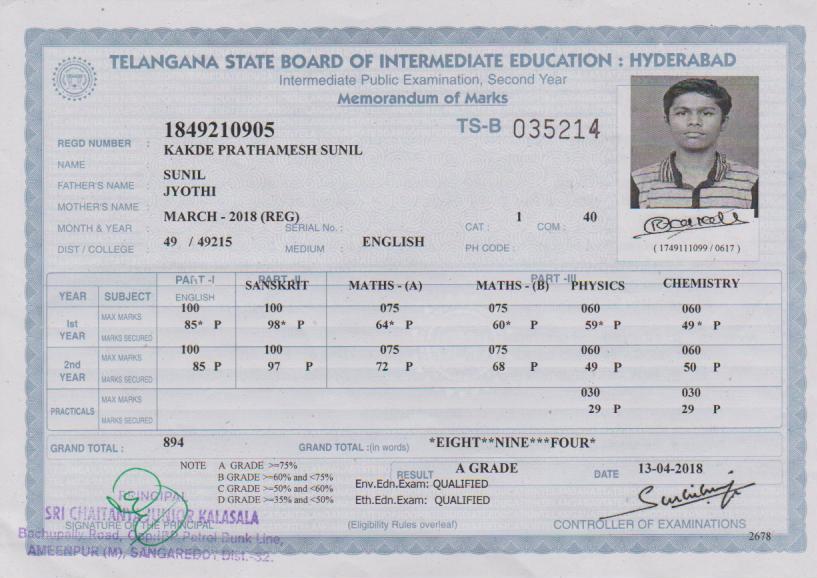 TELANGANA STATE BOARD OF INTERMEDIATE EDUCATION : HYDERABAD
Intermediate Public Examination, Second Year
Memorandum of Marks
TS-B 035214
REGD NUMBER : 1849210905
NAME : KAKDE PRATHAMESH SUNIL
FATHER'S NAME : SUNIL
MOTHER'S NAME : JYOTHI
MONTH & YEAR : MARCH - 2018 (REG) SERIAL No. : CAT : 1 COM : 40
DIST / COLLEGE : 49 / 49215 MEDIUM : ENGLISH PH CODE :
( 1749111099 / 0617 )
PART -I PART-II PART -III
YEAR SUBJECT ENGLISH SANSKRIT MATHS - (A) MATHS - (B) PHYSICS CHEMISTRY
Ist YEAR MAX MARKS 100 100 075 075 060 060
MARKS SECURED 85* P 98* P 64* P 60* P 59* P 49* P
2nd YEAR MAX MARKS 100 100 075 075 060 060
MARKS SECURED 85 P 97 P 72 P 68 P 49 P 50 P
PRACTICALS MAX MARKS 030 030
MARKS SECURED 29 P 29 P
GRAND TOTAL : 894 GRAND TOTAL :(in words) *EIGHT**NINE***FOUR*
NOTE A GRADE >=75%
B GRADE >=60% and <75%
C GRADE >=50% and <60%
D GRADE >=35% and <50%
RESULT A GRADE DATE 13-04-2018
Env.Edn.Exam: QUALIFIED
Eth.Edn.Exam: QUALIFIED
PRINCIPAL
SRI CHAITANYA JUNIOR KALASALA
SIGNATURE OF THE PRINCIPAL (Eligibility Rules overleaf) CONTROLLER OF EXAMINATIONS
Bachupally Road, Petrol Bunk Line,
AMEENPUR (M), SANGAREDDY Dist.-32.
2678